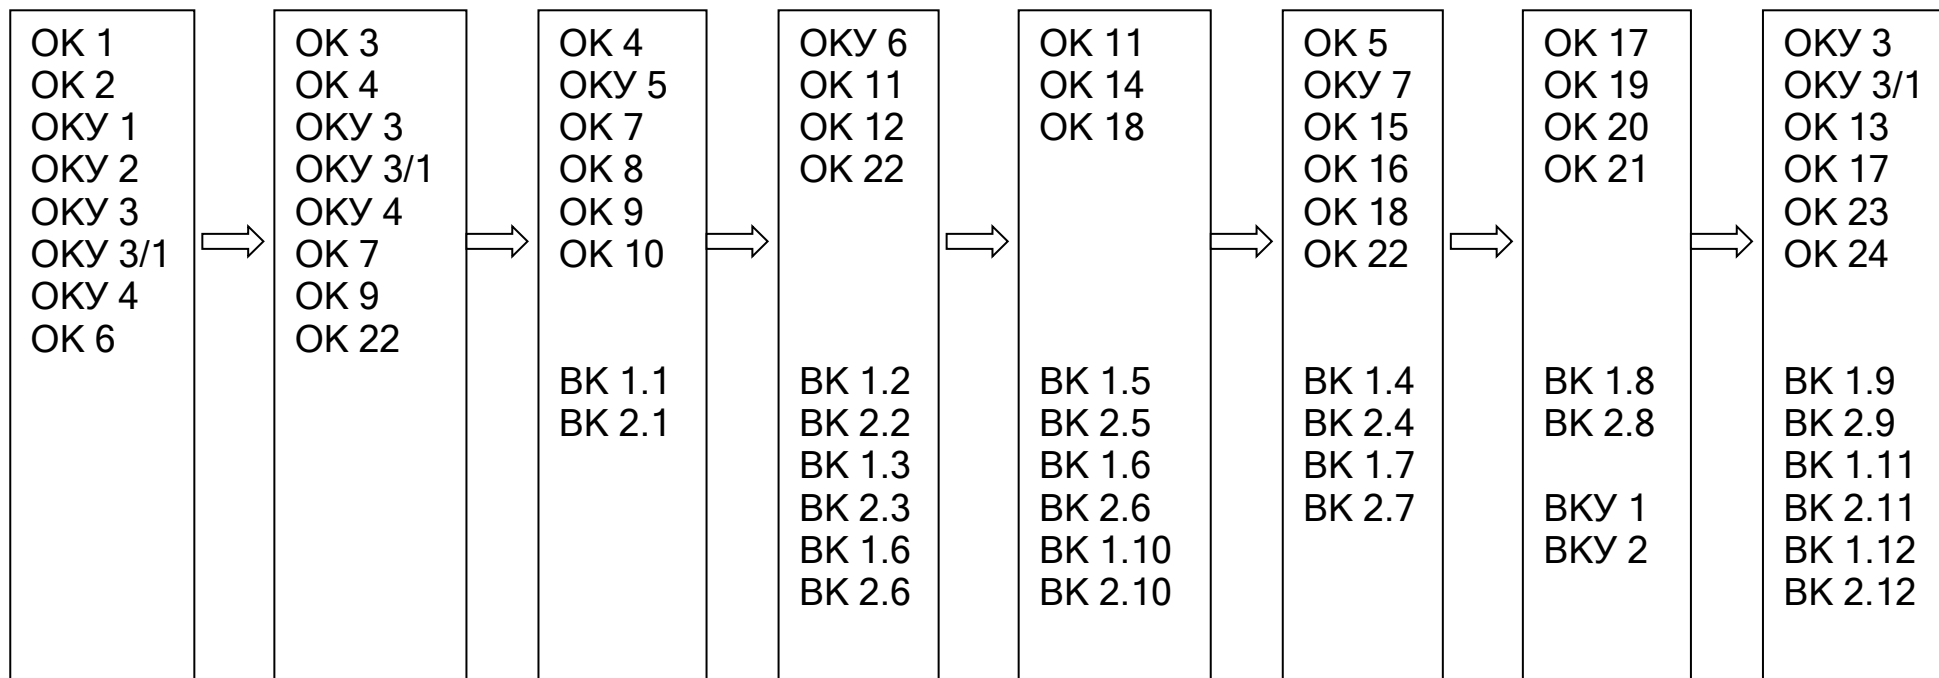 ОК 1
ОК 2
ОКУ 1
ОКУ 2
ОКУ 3
ОКУ 3/1
ОКУ 4
ОК 6
ОК 3
ОК 4
ОКУ 3
ОКУ 3/1
ОКУ 4
ОК 7
ОК 9
ОК 22
ОК 4
ОКУ 5
ОК 7
ОК 8
ОК 9
ОК 10
ВК 1.1
ВК 2.1
ОКУ 6
ОК 11
ОК 12
ОК 22
ВК 1.2
ВК 2.2
ВК 1.3
ВК 2.3
ВК 1.6
ВК 2.6
ОК 11
ОК 14
ОК 18
ВК 1.5
ВК 2.5
ВК 1.6
ВК 2.6
ВК 1.10
ВК 2.10
ОК 5
ОКУ 7
ОК 15
ОК 16
ОК 18
ОК 22
ВК 1.4
ВК 2.4
ВК 1.7
ВК 2.7
ОК 17
ОК 19
ОК 20
ОК 21
ВК 1.8
ВК 2.8
ВКУ 1
ВКУ 2
ОКУ 3
ОКУ 3/1
ОК 13
ОК 17
ОК 23
ОК 24
ВК 1.9
ВК 2.9
ВК 1.11
ВК 2.11
ВК 1.12
ВК 2.12